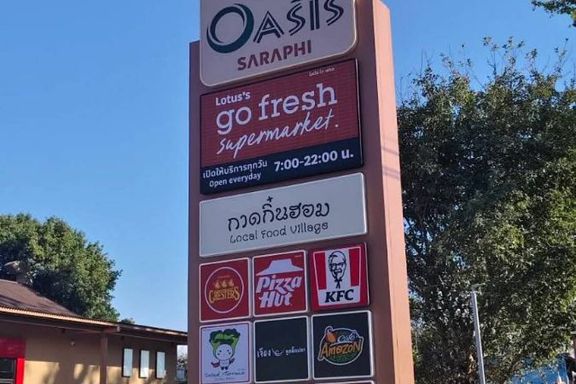 OASIS
SARAPHI
Lotus's
go fresh
supermarket.
เปิดให้บริการทุกวัน
Open everyday
7:00-22:00 น.
กาดกิ๋นฮอม
Local Food Village
CHESTER'S
Pizza
Hut
KFC
Salad
Café
Amazon